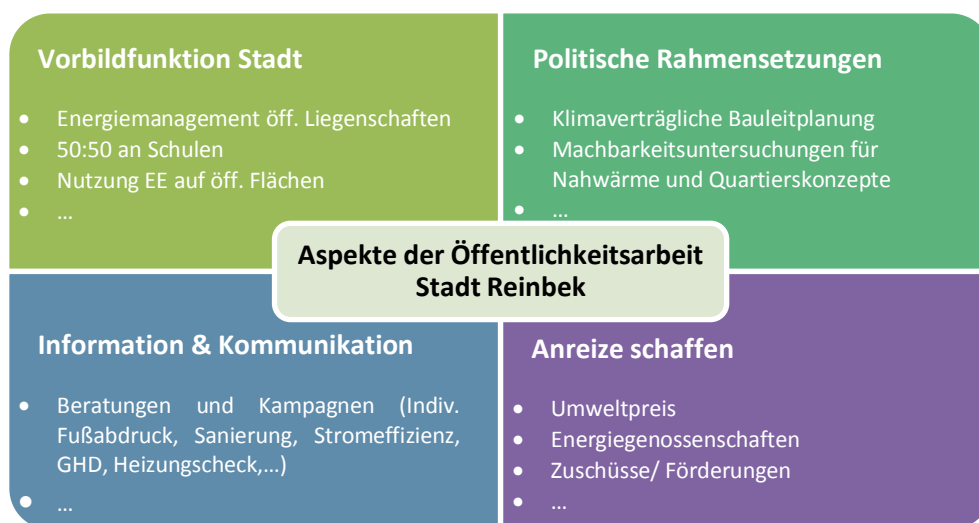 Vorbildfunktion Stadt
• Energiemanagement öff. Liegenschaften
• 50:50 an Schulen
• Nutzung EE auf öff. Flächen
• ...
Politische Rahmensetzungen
• Klimaverträgliche Bauleitplanung
• Machbarkeitsuntersuchungen für
Nahwärme und Quartierskonzepte
• ...
Aspekte der Öffentlichkeitsarbeit
Stadt Reinbek
Information & Kommunikation
• Beratungen und Kampagnen (Indiv.
Fußabdruck, Sanierung, Stromeffizienz,
GHD, Heizungscheck,...)
• ...
Anreize schaffen
• Umweltpreis
• Energiegenossenschaften
• Zuschüsse/ Förderungen
• ...